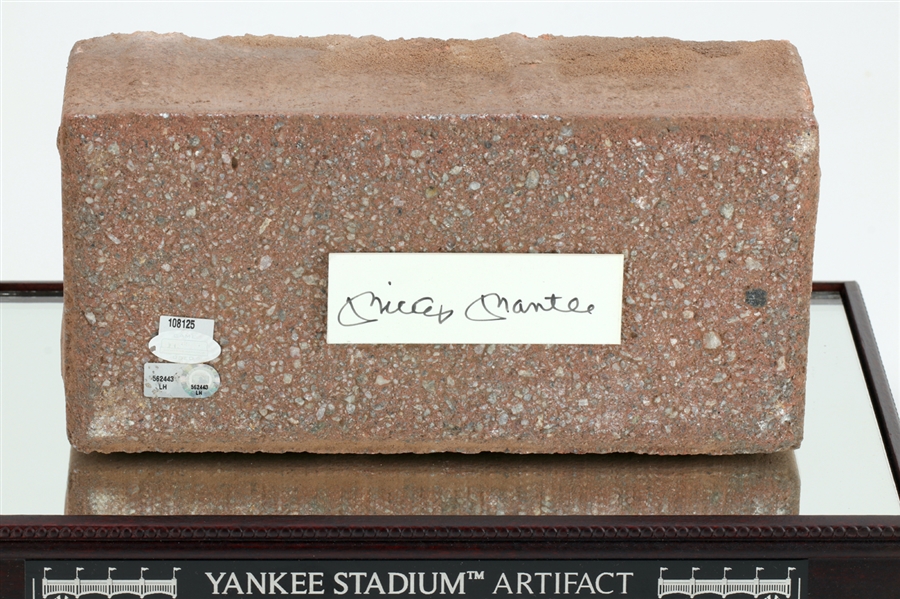 Mickey Mantle
108125
562443
LH
562443
LH
YANKEE STADIUM™ ARTIFACT